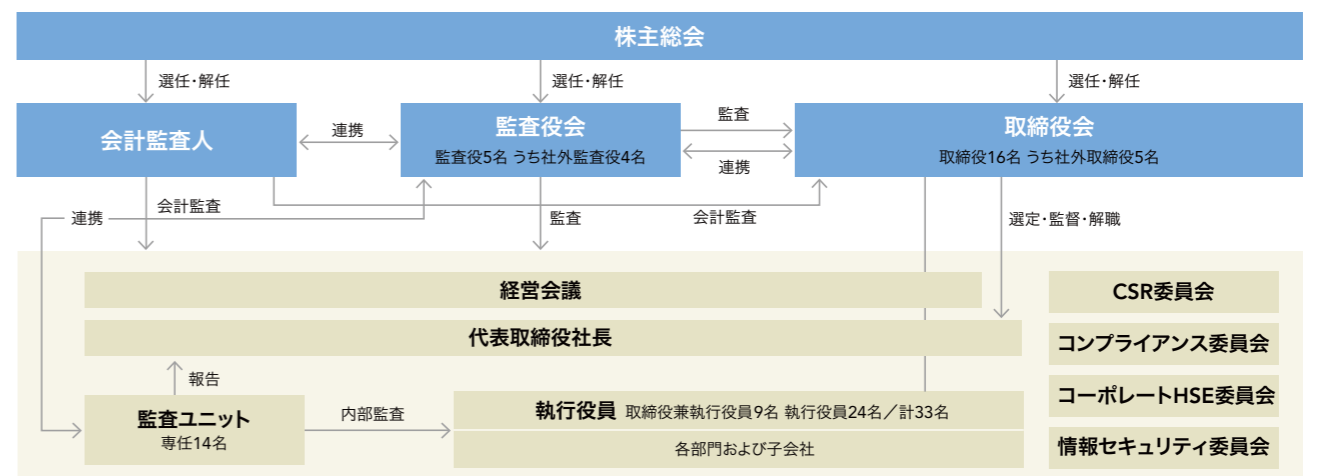 株主総会
選任・解任
選任・解任
選任・解任
会計監査人
連携
監査役会
監査役5名 うち社外監査役4名
監査
連携
取締役会
取締役16名 うち社外取締役5名
連携
会計監査
監査
会計監査
選定・監督・解職
経営会議
代表取締役社長
報告
監査ユニット
専任14名
内部監査
執行役員 取締役兼執行役員9名 執行役員24名／計33名
各部門および子会社
CSR委員会
コンプライアンス委員会
コーポレートHSE委員会
情報セキュリティ委員会